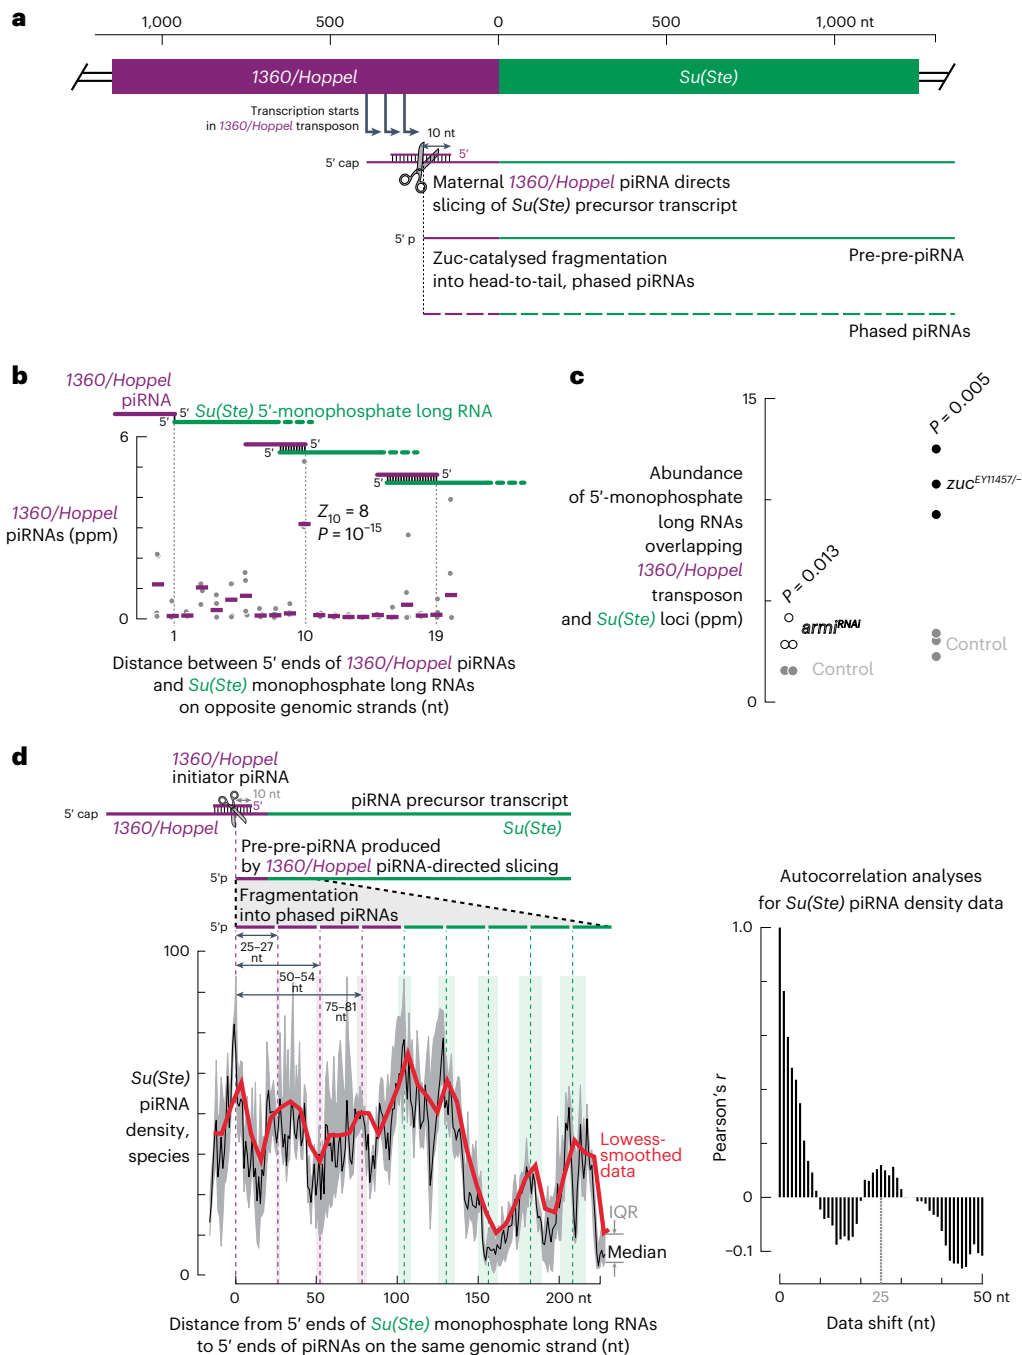 a
1,000 500 0 500 1,000 nt
1360/Hoppel Su(Ste)
Transcription starts
in 1360/Hoppel transposon
10 nt
5′ cap 5′
Maternal 1360/Hoppel piRNA directs
slicing of Su(Ste) precursor transcript
5′ p
Zuc-catalysed fragmentation
into head-to-tail, phased piRNAs
Pre-pre-piRNA
Phased piRNAs
b
1360/Hoppel
piRNA
5′ Su(Ste) 5′-monophosphate long RNA
5′
6
5′
5′
5′
5′
1360/Hoppel
piRNAs (ppm)
Z10 = 8
P = 10−15
0
1 10 19
Distance between 5′ ends of 1360/Hoppel piRNAs
and Su(Ste) monophosphate long RNAs
on opposite genomic strands (nt)
c
15
Abundance
of 5′-monophosphate
long RNAs
overlapping
1360/Hoppel
transposon
and Su(Ste) loci (ppm)
0
P = 0.013
armiRNAi
Control
P = 0.005
zucEY11457/–
Control
d
1360/Hoppel
initiator piRNA
10 nt
5′
5′ cap
1360/Hoppel
piRNA precursor transcript
Su(Ste)
Pre-pre-piRNA produced
by 1360/Hoppel piRNA-directed slicing
5′p
Fragmentation
into phased piRNAs
5′p
25–27
nt
50–54
nt
75–81
nt
100
Su(Ste)
piRNA
density,
species
0
Lowess-
smoothed
data
IQR
Median
0 50 100 150 200 nt
Distance from 5′ ends of Su(Ste) monophosphate long RNAs
to 5′ ends of piRNAs on the same genomic strand (nt)
Autocorrelation analyses
for Su(Ste) piRNA density data
1.0
Pearson's r
0
−0.1
0 25 50 nt
Data shift (nt)